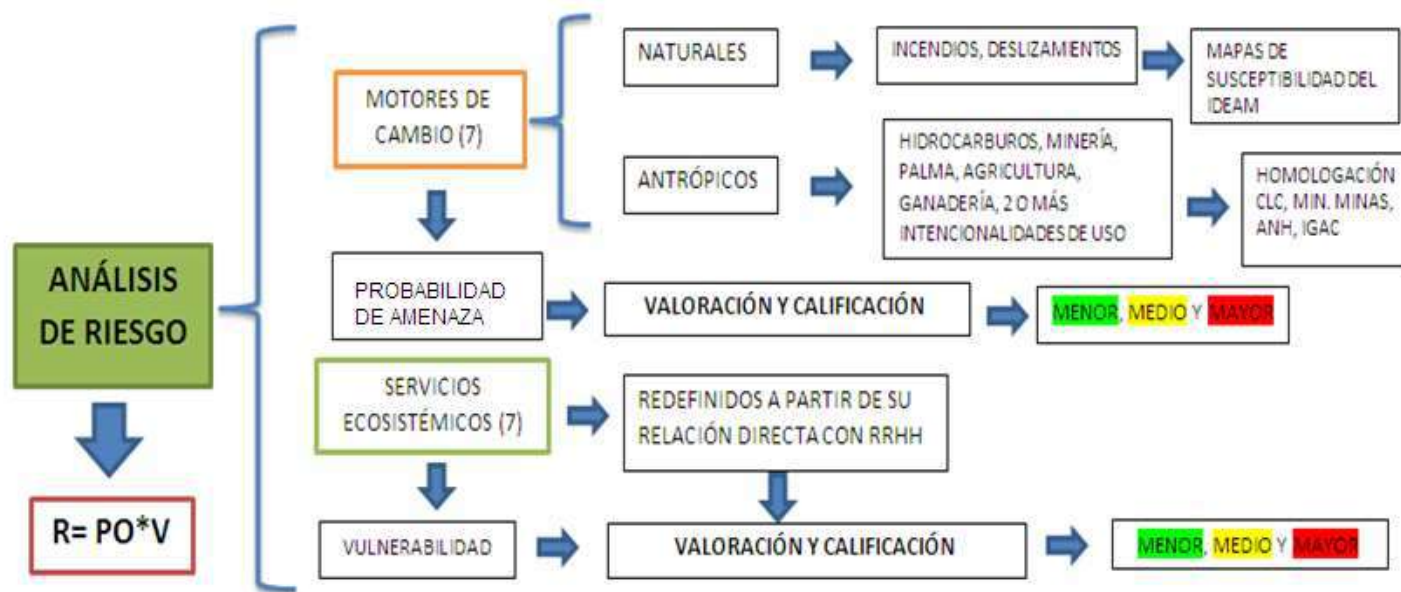 ANÁLISIS
DE RIESGO
R= PO*V
MOTORES DE
CAMBIO (7)
NATURALES
INCENDIOS, DESLIZAMIENTOS
MAPAS DE
SUSCEPTIBILIDAD DEL
IDEAM
ANTRÓPICOS
HIDROCARBUROS, MINERÍA,
PALMA, AGRICULTURA,
GANADERÍA, 2 O MÁS
INTENCIONALIDADES DE USO
HOMOLOGACIÓN
CLC, MIN. MINAS,
ANH, IGAC
PROBABILIDAD
DE AMENAZA
VALORACIÓN Y CALIFICACIÓN
MENOR, MEDIO Y MAYOR
SERVICIOS
ECOSISTÉMICOS (7)
REDEFINIDOS A PARTIR DE SU
RELACIÓN DIRECTA CON RRHH
VULNERABILIDAD
VALORACIÓN Y CALIFICACIÓN
MENOR, MEDIO Y MAYOR